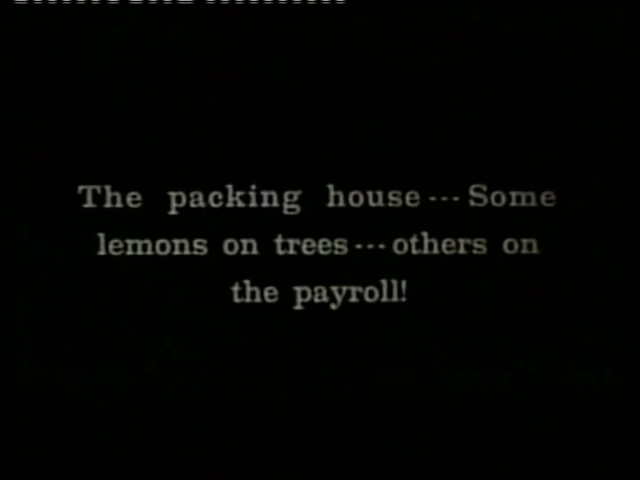 The packing house --- Some
lemons on trees --- others on
the payroll!